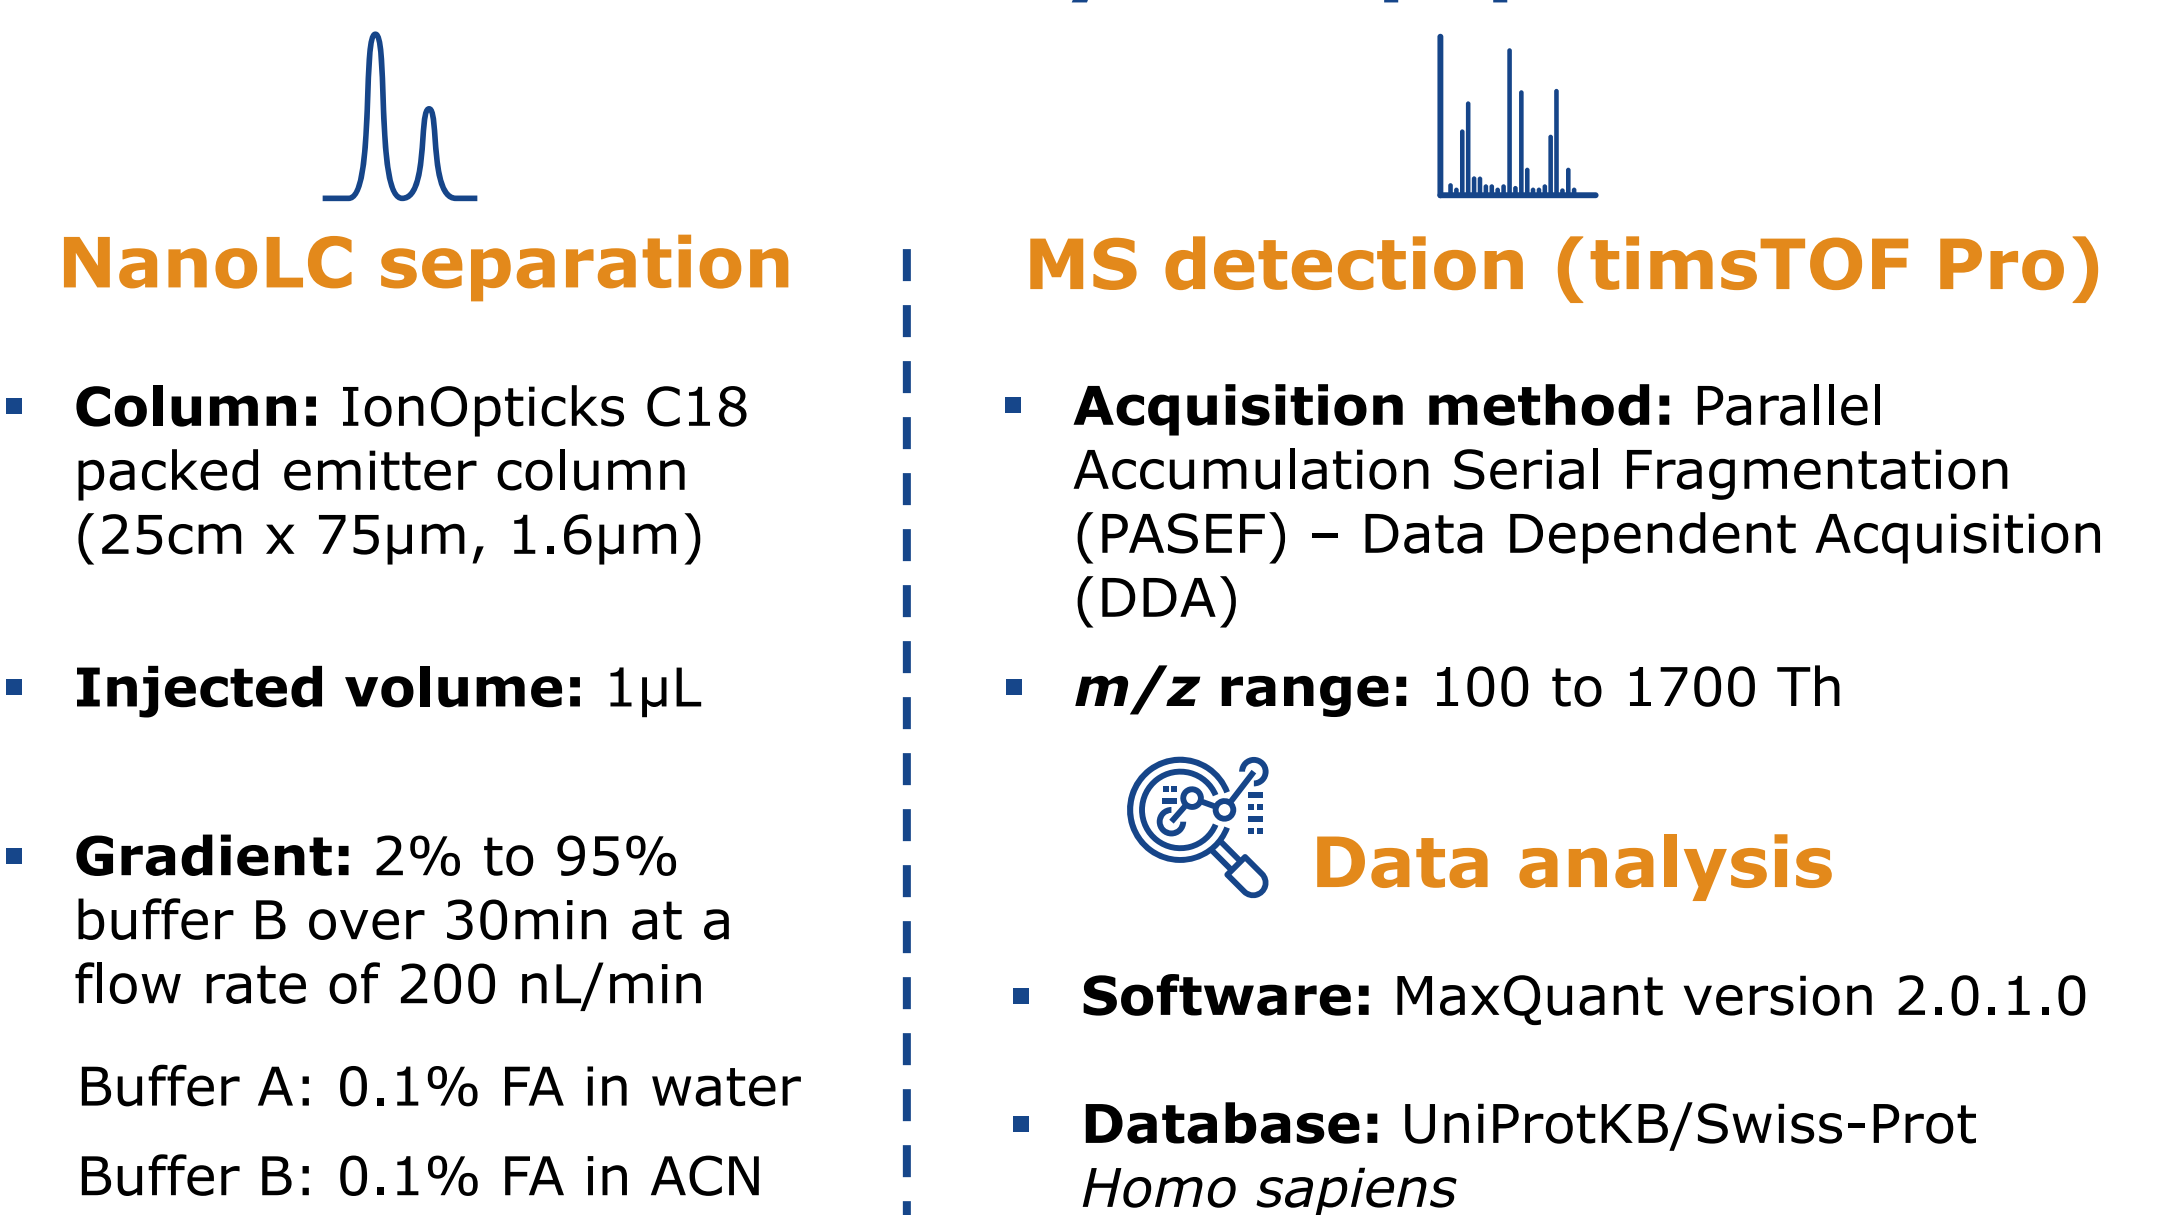 NanoLC separation
▪ Column: IonOpticks C18
packed emitter column
(25cm x 75µm, 1.6µm)
▪ Injected volume: 1µL
▪ Gradient: 2% to 95%
buffer B over 30min at a
flow rate of 200 nL/min
Buffer A: 0.1% FA in water
Buffer B: 0.1% FA in ACN
MS detection (timsTOF Pro)
▪ Acquisition method: Parallel
Accumulation Serial Fragmentation
(PASEF) – Data Dependent Acquisition
(DDA)
▪ m/z range: 100 to 1700 Th
Data analysis
▪ Software: MaxQuant version 2.0.1.0
▪ Database: UniProtKB/Swiss-Prot
Homo sapiens